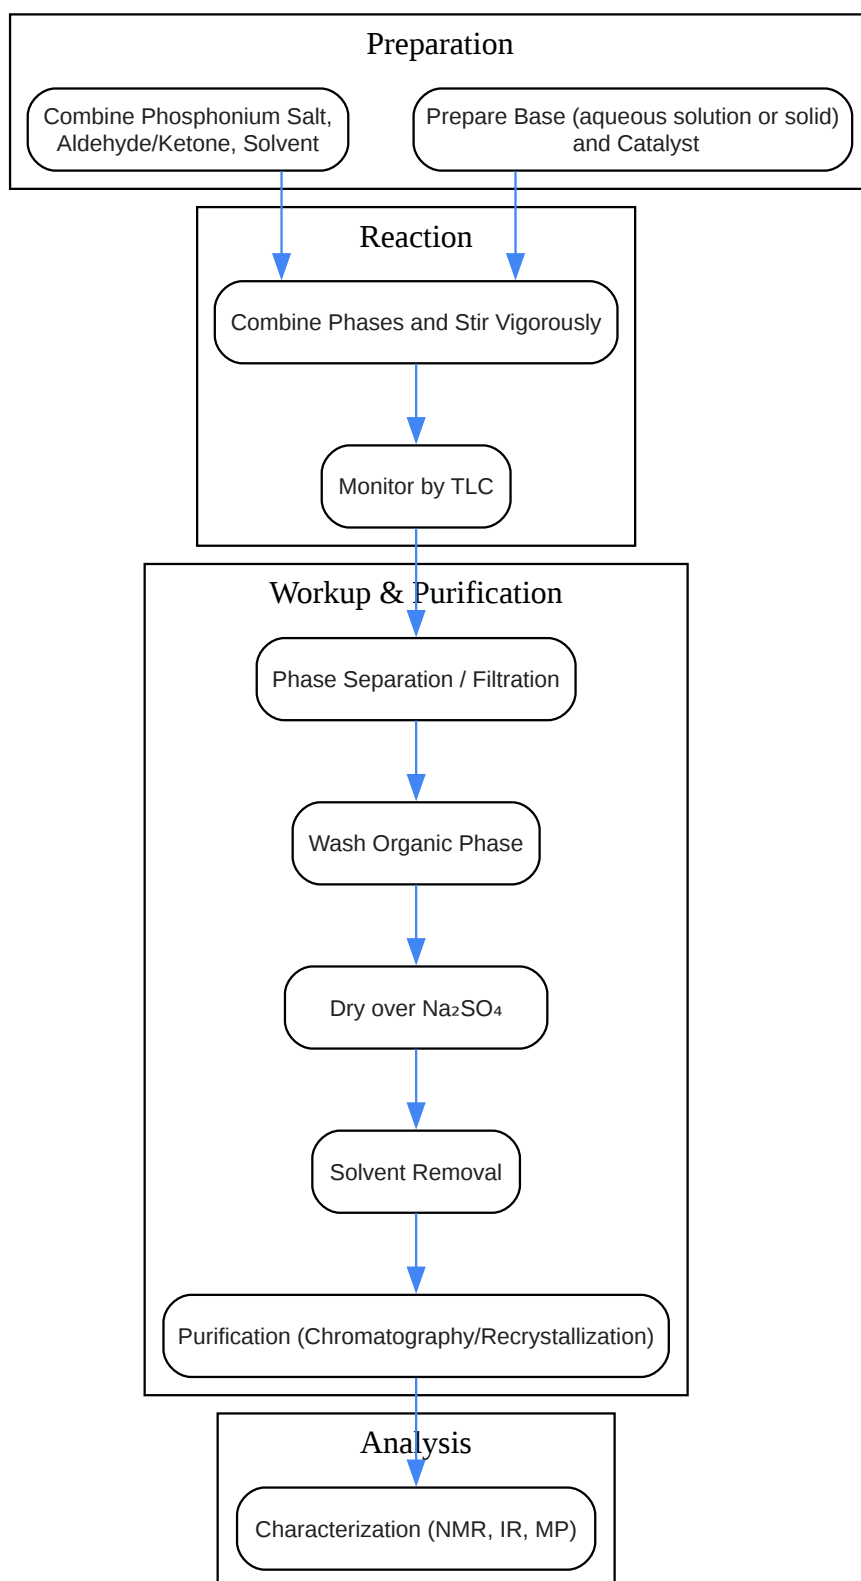 Preparation
Combine Phosphonium Salt,
Aldehyde/Ketone, Solvent
Prepare Base (aqueous solution or solid)
and Catalyst
Reaction
Combine Phases and Stir Vigorously
Monitor by TLC
Workup & Purification
Phase Separation / Filtration
Wash Organic Phase
Dry over Na₂SO₄
Solvent Removal
Purification (Chromatography/Recrystallization)
Analysis
Characterization (NMR, IR, MP)